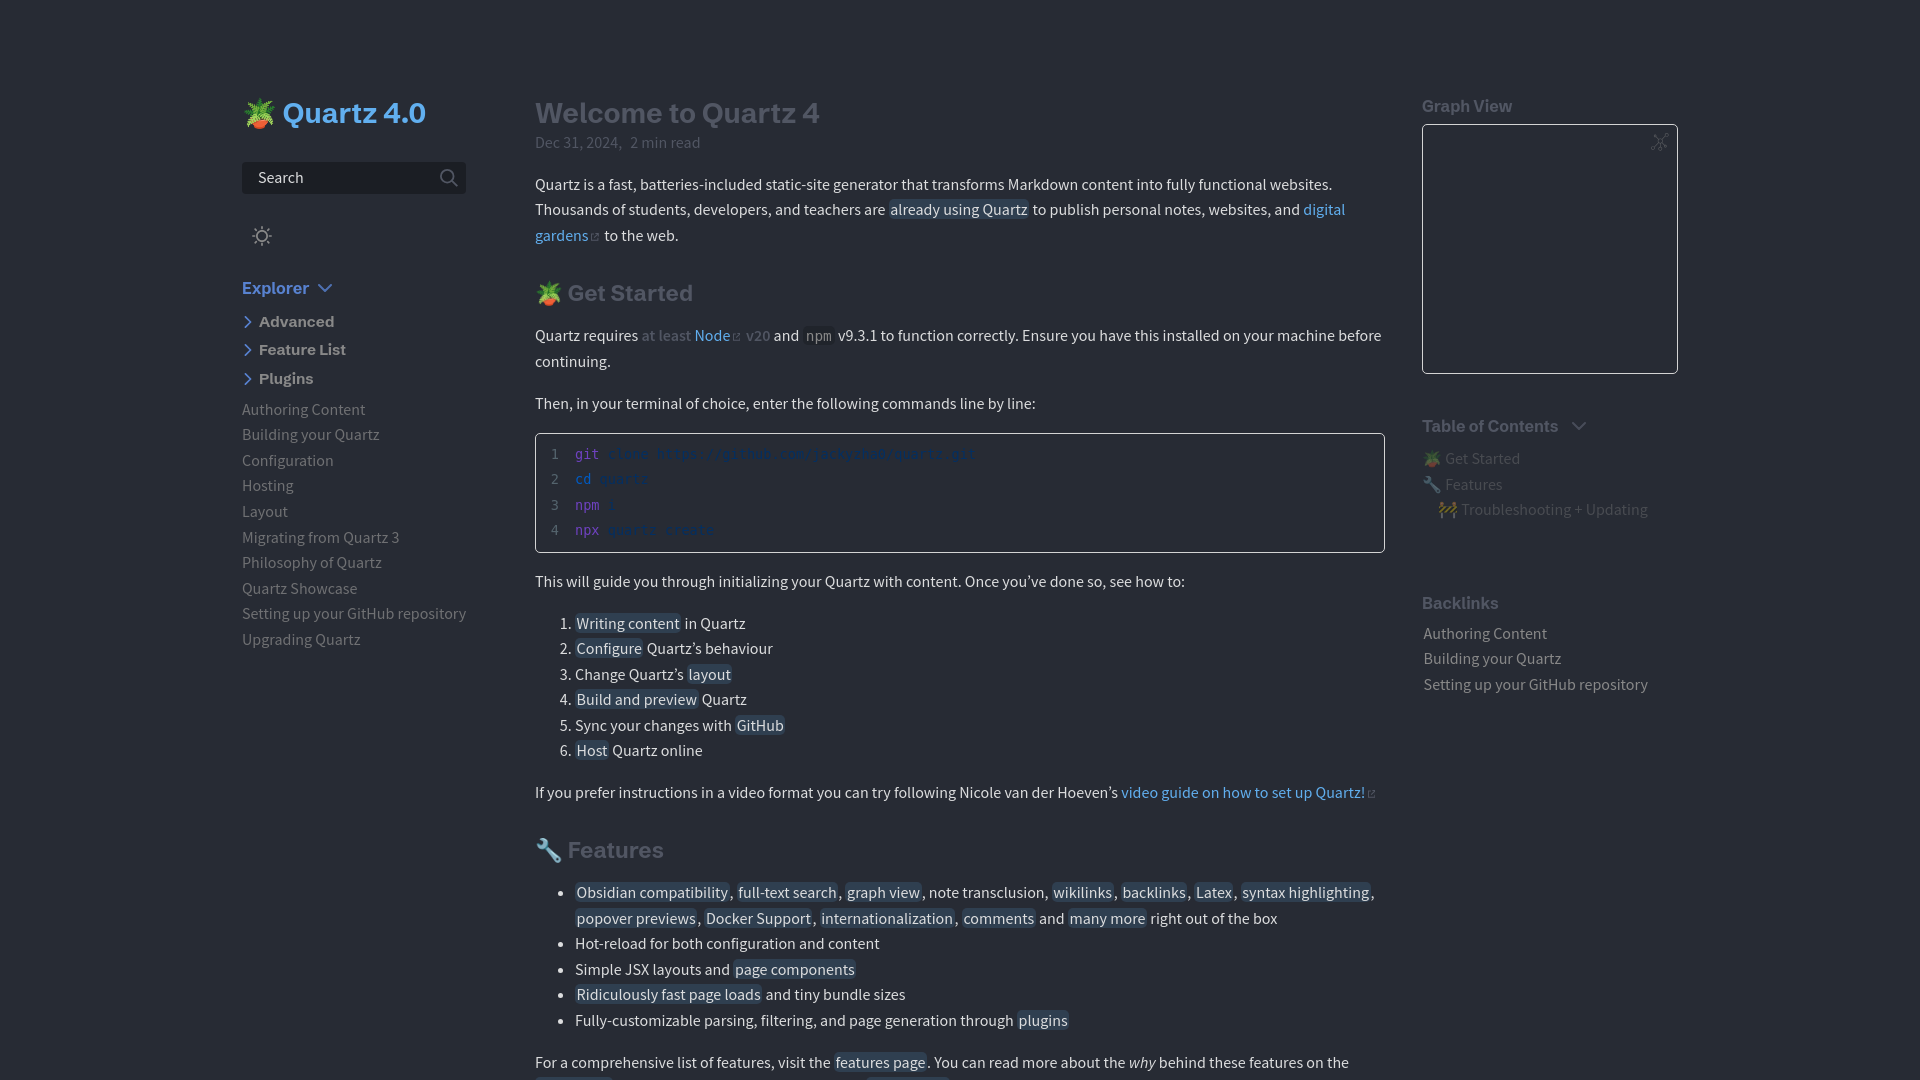 Quartz 4.0
Search
Explorer
Advanced
Feature List
Plugins
Authoring Content
Building your Quartz
Configuration
Hosting
Layout
Migrating from Quartz 3
Philosophy of Quartz
Quartz Showcase
Setting up your GitHub repository
Upgrading Quartz
Welcome to Quartz 4
Dec 31, 2024, 2 min read
Quartz is a fast, batteries-included static-site generator that transforms Markdown content into fully functional websites.
Thousands of students, developers, and teachers are already using Quartz to publish personal notes, websites, and digital
gardens to the web.
Get Started
Quartz requires at least Node v20 and npm v9.3.1 to function correctly. Ensure you have this installed on your machine before
continuing.
Then, in your terminal of choice, enter the following commands line by line:
1 git clone https://github.com/jackyzha0/quartz.git
2 cd quartz
3 npm i
4 npx quartz create
This will guide you through initializing your Quartz with content. Once you’ve done so, see how to:
1. Writing content in Quartz
2. Configure Quartz’s behaviour
3. Change Quartz’s layout
4. Build and preview Quartz
5. Sync your changes with GitHub
6. Host Quartz online
If you prefer instructions in a video format you can try following Nicole van der Hoeven’s video guide on how to set up Quartz!
Features
• Obsidian compatibility, full-text search, graph view, note transclusion, wikilinks, backlinks, Latex, syntax highlighting,
popover previews, Docker Support, internationalization, comments and many more right out of the box
• Hot-reload for both configuration and content
• Simple JSX layouts and page components
• Ridiculously fast page loads and tiny bundle sizes
• Fully-customizable parsing, filtering, and page generation through plugins
For a comprehensive list of features, visit the features page. You can read more about the why behind these features on the
Graph View
Table of Contents
Get Started
Features
Troubleshooting + Updating
Backlinks
Authoring Content
Building your Quartz
Setting up your GitHub repository